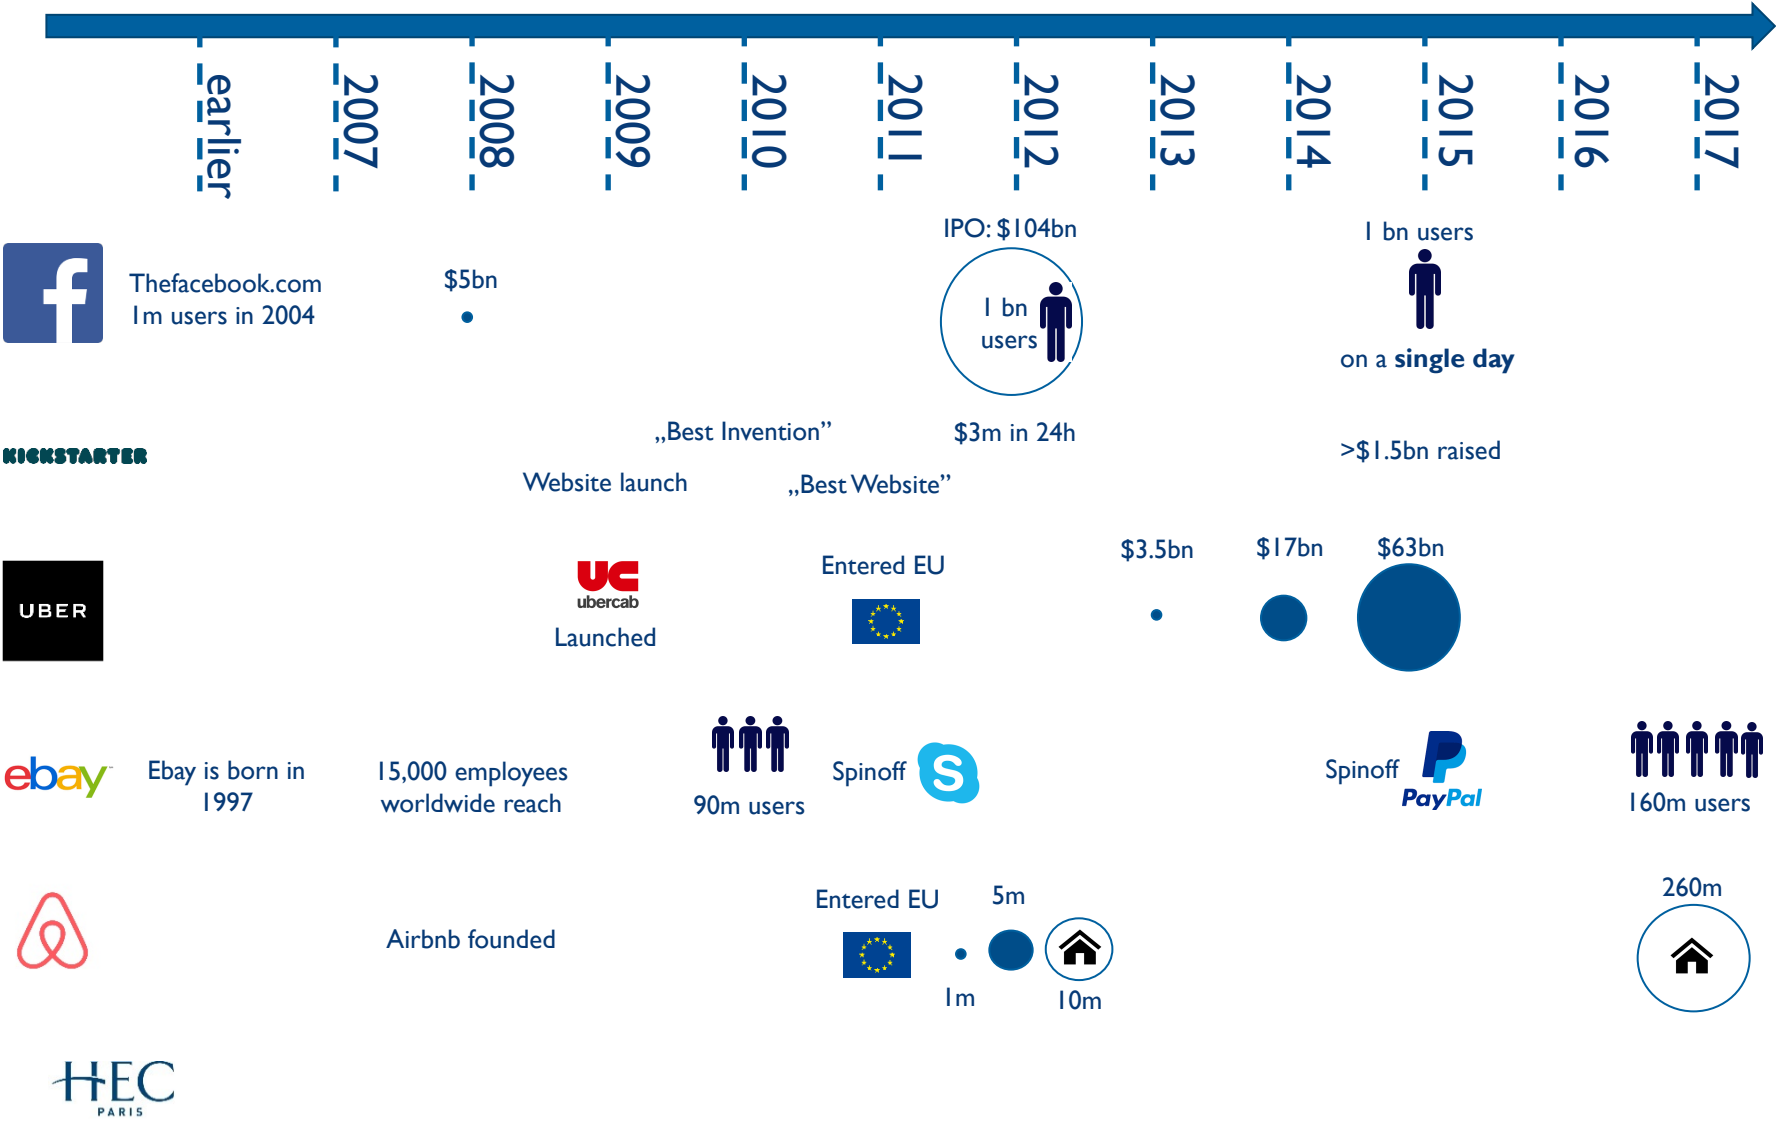 earlier
2007
2008
2009
2010
2011
2012
2013
2014
2015
2016
2017
f
Thefacebook.com
1m users in 2004
$5bn
IPO: $104bn
1 bn
users
1 bn users
on a single day
KICKSTARTER
Website launch
„Best Invention”
„Best Website”
$3m in 24h
>$1.5bn raised
UBER
UC
ubercab
Launched
Entered EU
$3.5bn
$17bn
$63bn
ebay™
Ebay is born in
1997
15,000 employees
worldwide reach
90m users
Spinoff
S
Spinoff
PayPal
160m users
Airbnb founded
Entered EU
1m
5m
10m
260m
HEC
PARIS